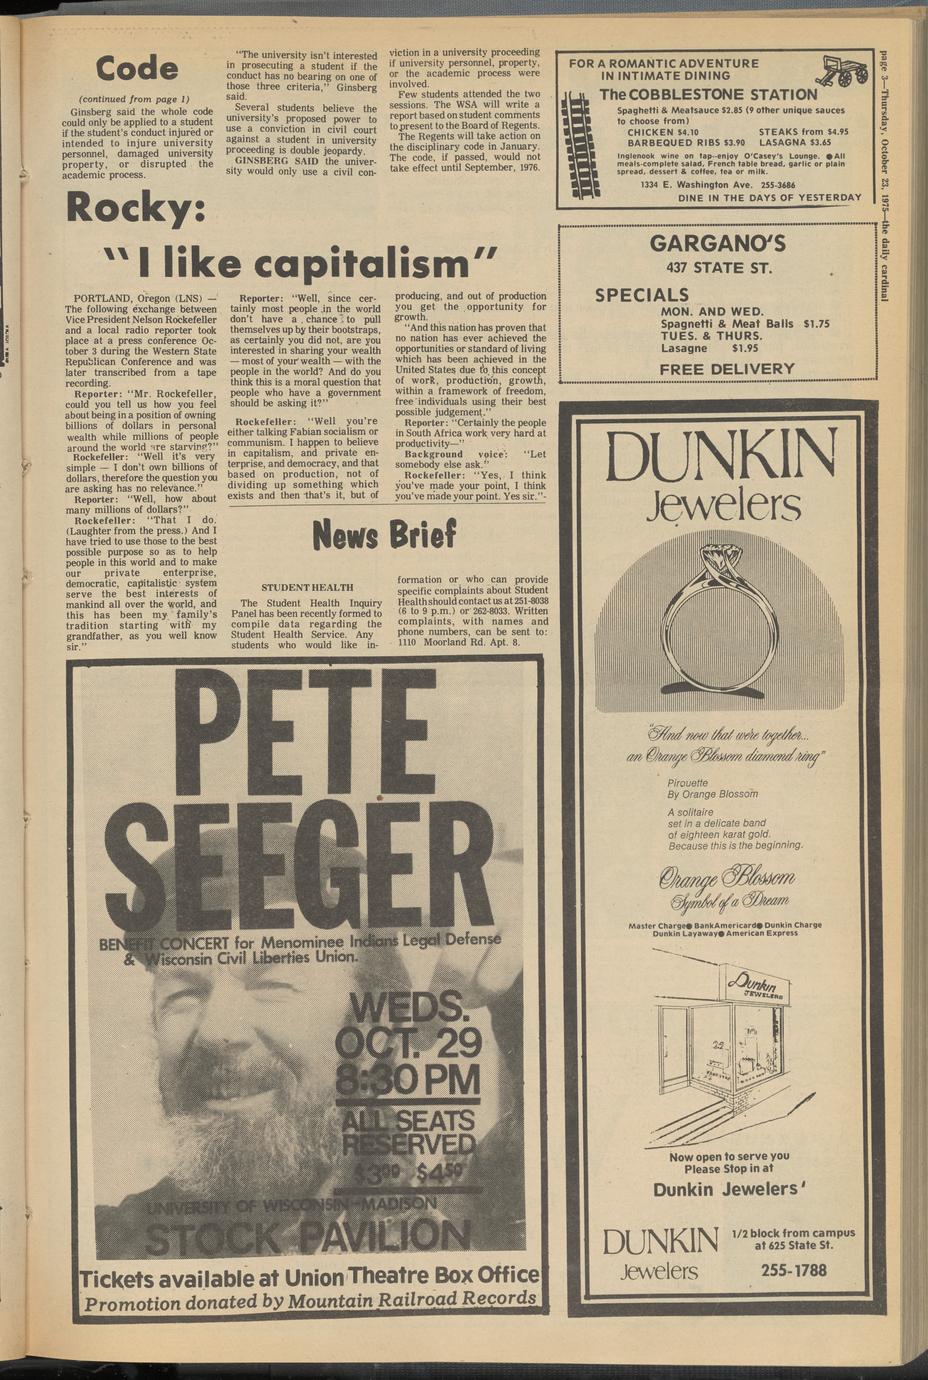 Code
(continued from page 1)
Ginsberg said the whole code
could only be applied to a student
if the student's conduct injured or
intended to injure university
personnel, damaged university
property, or disrupted the
academic process.
"The university isn't interested
in prosecuting a student if the
conduct has no bearing on one of
those three criteria," Ginsberg
said.
Several students believe the
university's proposed power to
use a conviction in civil court
against a student in university
proceeding is double jeopardy.
GINSBERG SAID the univer-
sity would only use a civil con-
viction in a university proceeding
if university personnel, property,
or the academic process were
involved.
Few students attended the two
sessions. The WSA will write a
report based on student comments
to present to the Board of Regents.
The Regents will take action on
the disciplinary code in January.
The code, if passed, would not
take effect until September, 1976.
Rocky:
"I like capitalism"
PORTLAND, Oregon (LNS) —
The following exchange between
Vice President Nelson Rockefeller
and a local radio reporter took
place at a press conference Oc-
tober 3 during the Western State
Republican Conference and was
later transcribed from a tape
recording.
Reporter: "Mr. Rockefeller,
could you tell us how you feel
about being in a position of owning
billions of dollars in personal
wealth while millions of people
around the world are starving?"
Rockefeller: "Well it's very
simple — I don't own billions of
dollars, therefore the question you
are asking has no relevance."
Reporter: "Well, how about
many millions of dollars?"
Rockefeller: "That I do.
(Laughter from the press.) And I
have tried to use those to the best
possible purpose so as to help
people in this world and to make
our private enterprise,
democratic, capitalistic system
serve the best interests of
mankind all over the world, and
this has been my family's
tradition starting with my
grandfather, as you well know
sir."
Reporter: "Well, since cer-
tainly most people in the world
don't have a chance to pull
themselves up by their bootstraps,
as certainly you did not, are you
interested in sharing your wealth
— most of your wealth — with the
people in the world? And do you
think this is a moral question that
people who have a government
should be asking it?"
Rockefeller: "Well you're
either talking Fabian socialism or
communism. I happen to believe
in capitalism, and private en-
terprise, and democracy, and that
based on production, not of
dividing up something which
exists and then that's it, but of
producing, and out of production
you get the opportunity for
growth.
"And this nation has proven that
no nation has ever achieved the
opportunities or standard of living
which has been achieved in the
United States due to this concept
of work, production, growth,
within a framework of freedom,
free individuals using their best
possible judgement."
Reporter: "Certainly the people
in South Africa work very hard at
productivity—"
Background voice: "Let
somebody else ask."
Rockefeller: "Yes, I think
you've made your point, I think
you've made your point. Yes sir."
News Brief
STUDENT HEALTH
The Student Health Inquiry
Panel has been recently formed to
compile data regarding the
Student Health Service. Any
students who would like in-
formation or who can provide
specific complaints about Student
Health should contact us at 251-8038
(6 to 9 p.m.) or 262-8033. Written
complaints, with names and
phone numbers, can be sent to:
1110 Moorland Rd. Apt. 8.
PETE
SEEGER
BENEFIT CONCERT for Menominee Indians Legal Defense
& Wisconsin Civil Liberties Union.
WEDS.
OCT. 29
8:30 PM
ALL SEATS
RESERVED
$3.00 $4.50
UNIVERSITY OF WISCONSIN—MADISON
STOCK PAVILION
Tickets available at Union Theatre Box Office
Promotion donated by Mountain Railroad Records
FOR A ROMANTIC ADVENTURE
IN INTIMATE DINING
The COBBLESTONE STATION
Spaghetti & Meatsauce $2.85 (9 other unique sauces
to choose from)
CHICKEN $4.10 STEAKS from $4.95
BARBEQUED RIBS $3.90 LASAGNA $3.65
Inglenook wine on tap—enjoy O'Casey's Lounge. ●All
meals-complete salad, French table bread, garlic or plain
spread, dessert & coffee, tea or milk.
1334 E. Washington Ave. 255-3686
DINE IN THE DAYS OF YESTERDAY
GARGANO'S
437 STATE ST.
SPECIALS
MON. AND WED.
Spagnetti & Meat Balls $1.75
TUES. & THURS.
Lasagne $1.95
FREE DELIVERY
DUNKIN
Jewelers
"And now that we're together...
an Orange Blossom diamond ring"
Pirouette
By Orange Blossom
A solitaire
set in a delicate band
of eighteen karat gold.
Because this is the beginning.
Orange Blossom
Symbol of a Dream
Master Charge● BankAmericard● Dunkin Charge
Dunkin Layaway● American Express
Dunkin
JEWELERS
Now open to serve you
Please Stop in at
Dunkin Jewelers'
DUNKIN
Jewelers
1/2 block from campus
at 625 State St.
255-1788
page 3—Thursday, October 23, 1975—the daily cardinal